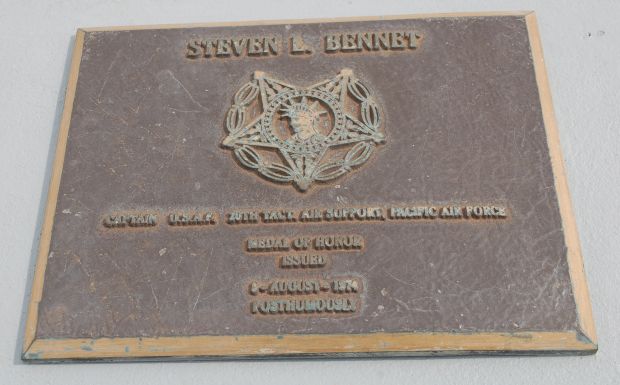 STEVEN L. BENNET
CAPTAIN U.S.A.F. 20TH TACT. AIR SUPPORT, PACIFIC AIR FORCE
MEDAL OF HONOR
ISSUED
8 - AUGUST - 1974
POSTHUMOUSLY